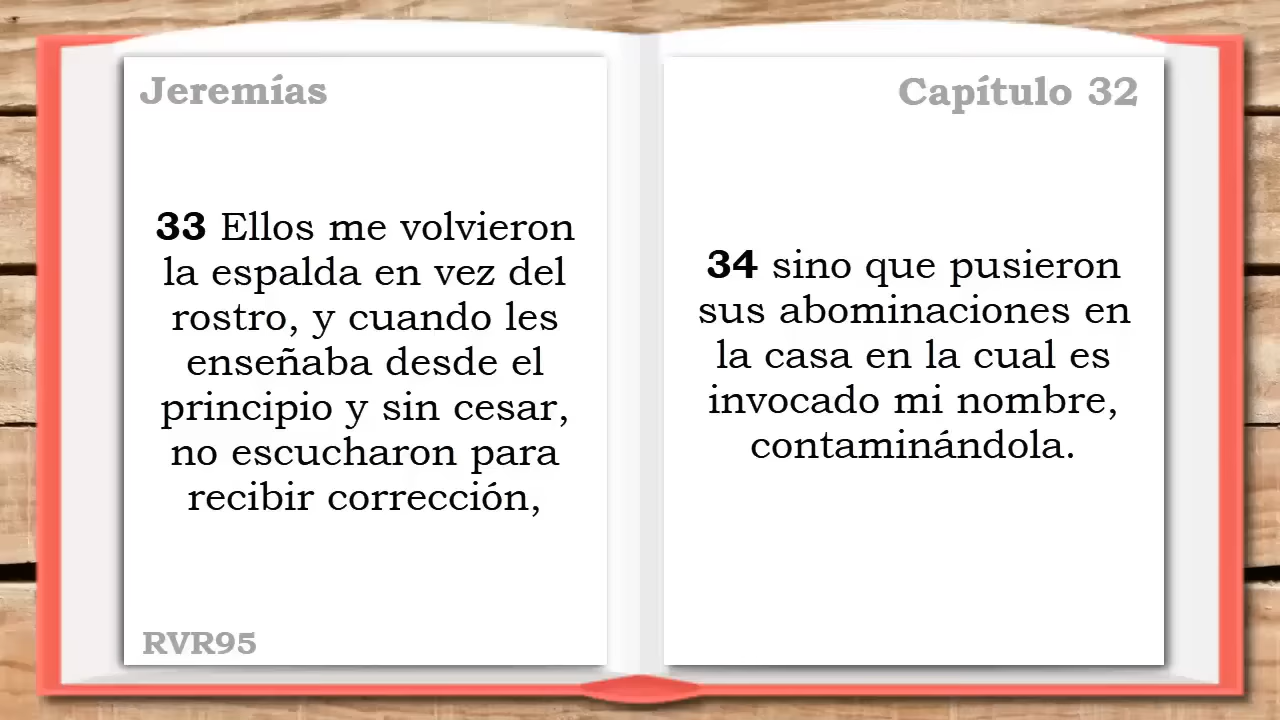 Jeremías
33 Ellos me volvieron
la espalda en vez del
rostro, y cuando les
enseñaba desde el
principio y sin cesar,
no escucharon para
recibir corrección,
RVR95
Capítulo 32
34 sino que pusieron
sus abominaciones en
la casa en la cual es
invocado mi nombre,
contaminándola.